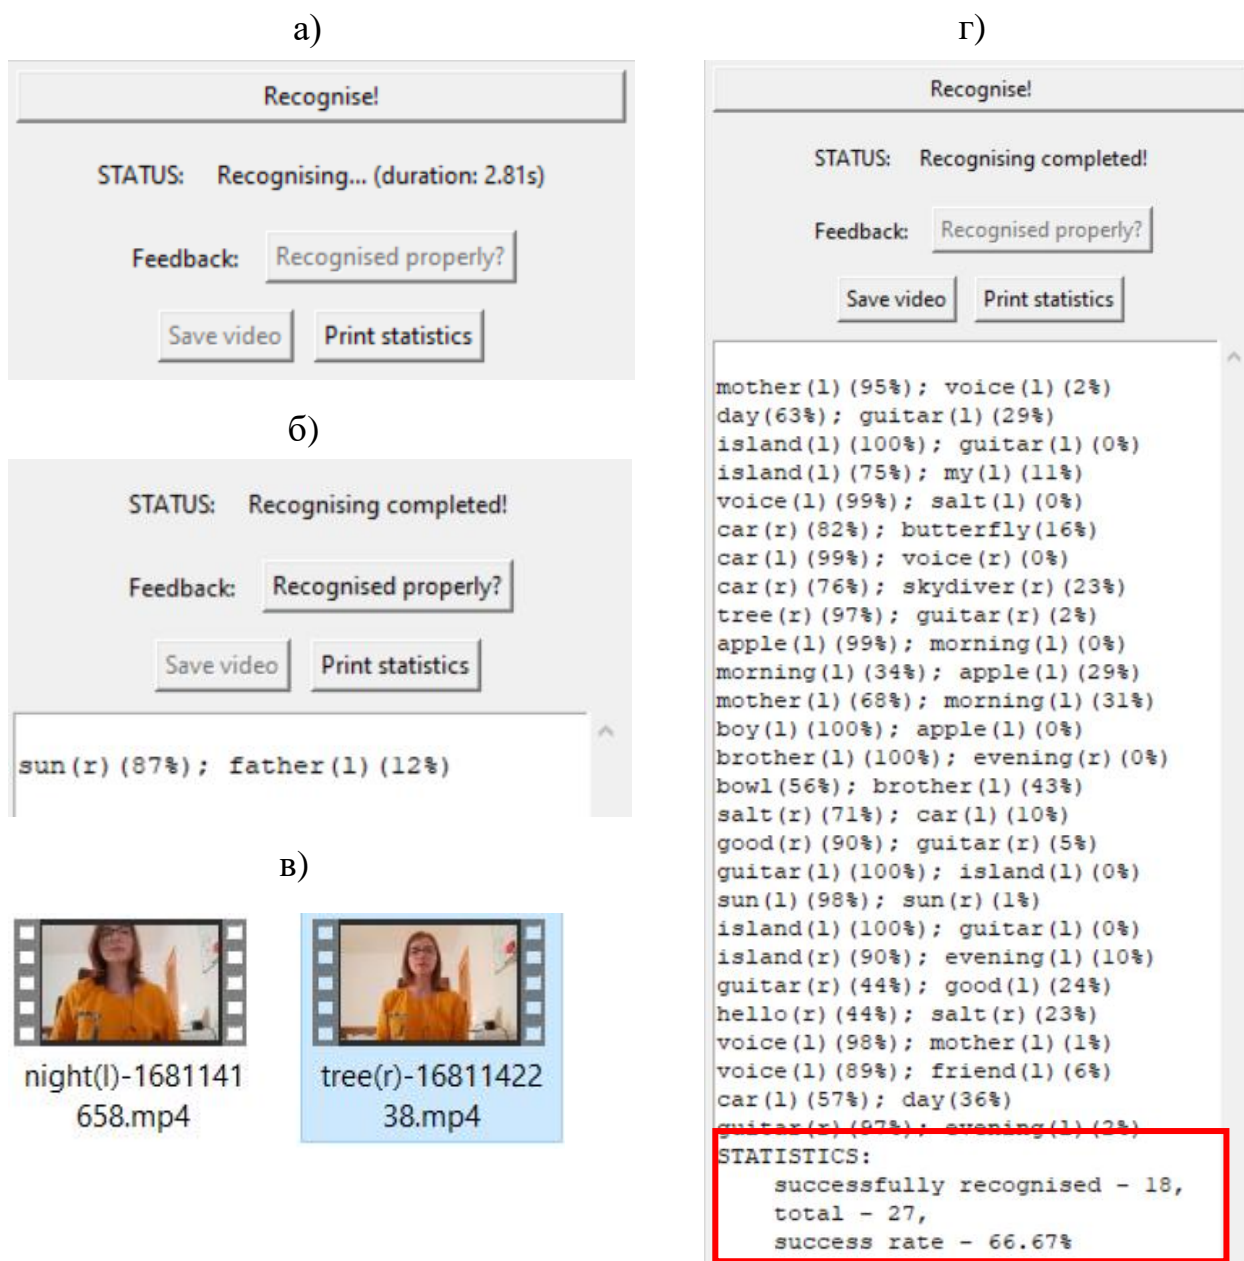 а)
Recognise!
STATUS: Recognising... (duration: 2.81s)
Feedback: Recognised properly?
Save video Print statistics
б)
STATUS: Recognising completed!
Feedback: Recognised properly?
Save video Print statistics
sun(r)(87%); father(l)(12%)
в)
night(l)-1681141
658.mp4
tree(r)-16811422
38.mp4
г)
Recognise!
STATUS: Recognising completed!
Feedback: Recognised properly?
Save video Print statistics
mother(l)(95%); voice(l)(2%)
day(63%); guitar(l)(29%)
island(l)(100%); guitar(l)(0%)
island(l)(75%); my(l)(11%)
voice(l)(99%); salt(l)(0%)
car(r)(82%); butterfly(16%)
car(l)(99%); voice(r)(0%)
car(r)(76%); skydiver(r)(23%)
tree(r)(97%); guitar(r)(2%)
apple(l)(99%); morning(l)(0%)
morning(l)(34%); apple(l)(29%)
mother(l)(68%); morning(l)(31%)
boy(l)(100%); apple(l)(0%)
brother(l)(100%); evening(r)(0%)
bowl(56%); brother(l)(43%)
salt(r)(71%); car(l)(10%)
good(r)(90%); guitar(r)(5%)
guitar(l)(100%); island(l)(0%)
sun(l)(98%); sun(r)(1%)
island(l)(100%); guitar(l)(0%)
island(r)(90%); evening(l)(10%)
guitar(r)(44%); good(l)(24%)
hello(r)(44%); salt(r)(23%)
voice(l)(98%); mother(l)(1%)
voice(l)(89%); friend(l)(6%)
car(l)(57%); day(36%)
guitar(r)(97%); evening(l)(2%)
STATISTICS:
successfully recognised - 18,
total - 27,
success rate - 66.67%